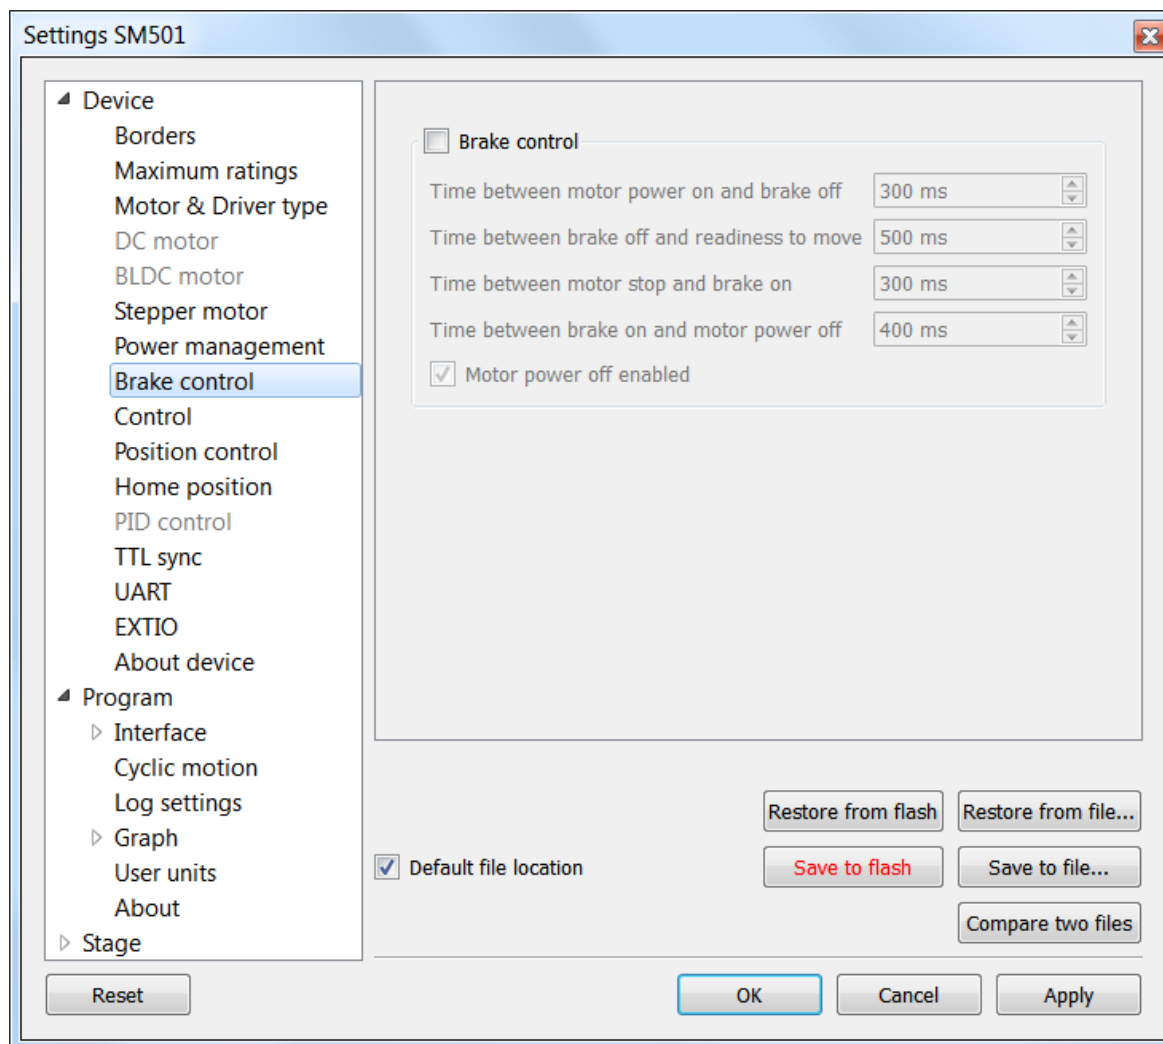 Settings SM501
Device
Borders
Maximum ratings
Motor & Driver type
DC motor
BLDC motor
Stepper motor
Power management
Brake control
Control
Position control
Home position
PID control
TTL sync
UART
EXTIO
About device
Program
Interface
Cyclic motion
Log settings
Graph
User units
About
Stage
Brake control
Time between motor power on and brake off 300 ms
Time between brake off and readiness to move 500 ms
Time between motor stop and brake on 300 ms
Time between brake on and motor power off 400 ms
Motor power off enabled
Restore from flash Restore from file...
Default file location Save to flash Save to file...
Compare two files
Reset OK Cancel Apply